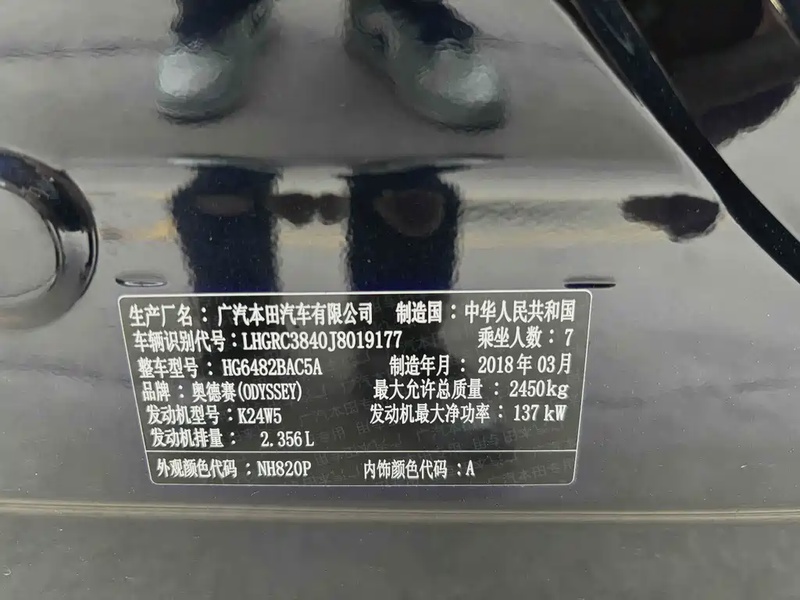 生产厂名：广汽本田汽车有限公司 制造国：中华人民共和国
车辆识别代号：LHGRC3840J8019177 乘坐人数：7
整车型号：HG6482BAC5A 制造年月：2018年03月
品牌：奥德赛(ODYSSEY) 最大允许总质量：2450kg
发动机型号：K24W5 发动机最大净功率：137kW
发动机排量：2.356L
外观颜色代码：NH820P 内饰颜色代码：A